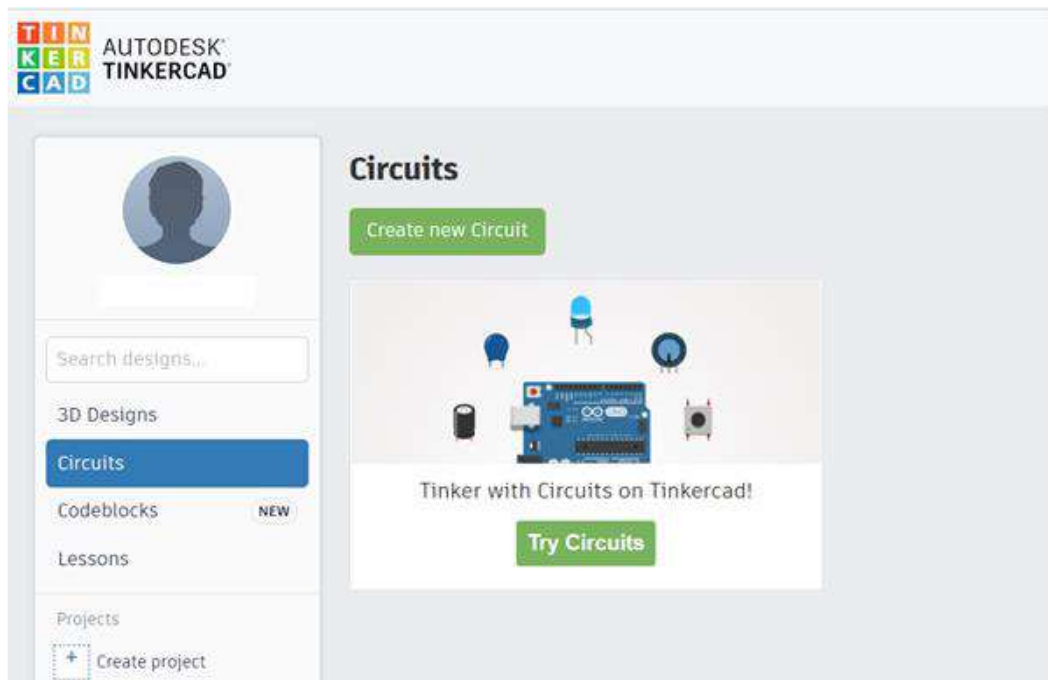 TIN
KER
CAD
AUTODESK®
TINKERCAD®
Circuits
Create new Circuit
Search designs...
3D Designs
Circuits
Codeblocks NEW
Lessons
Projects
+ Create project
Tinker with Circuits on Tinkercad!
Try Circuits